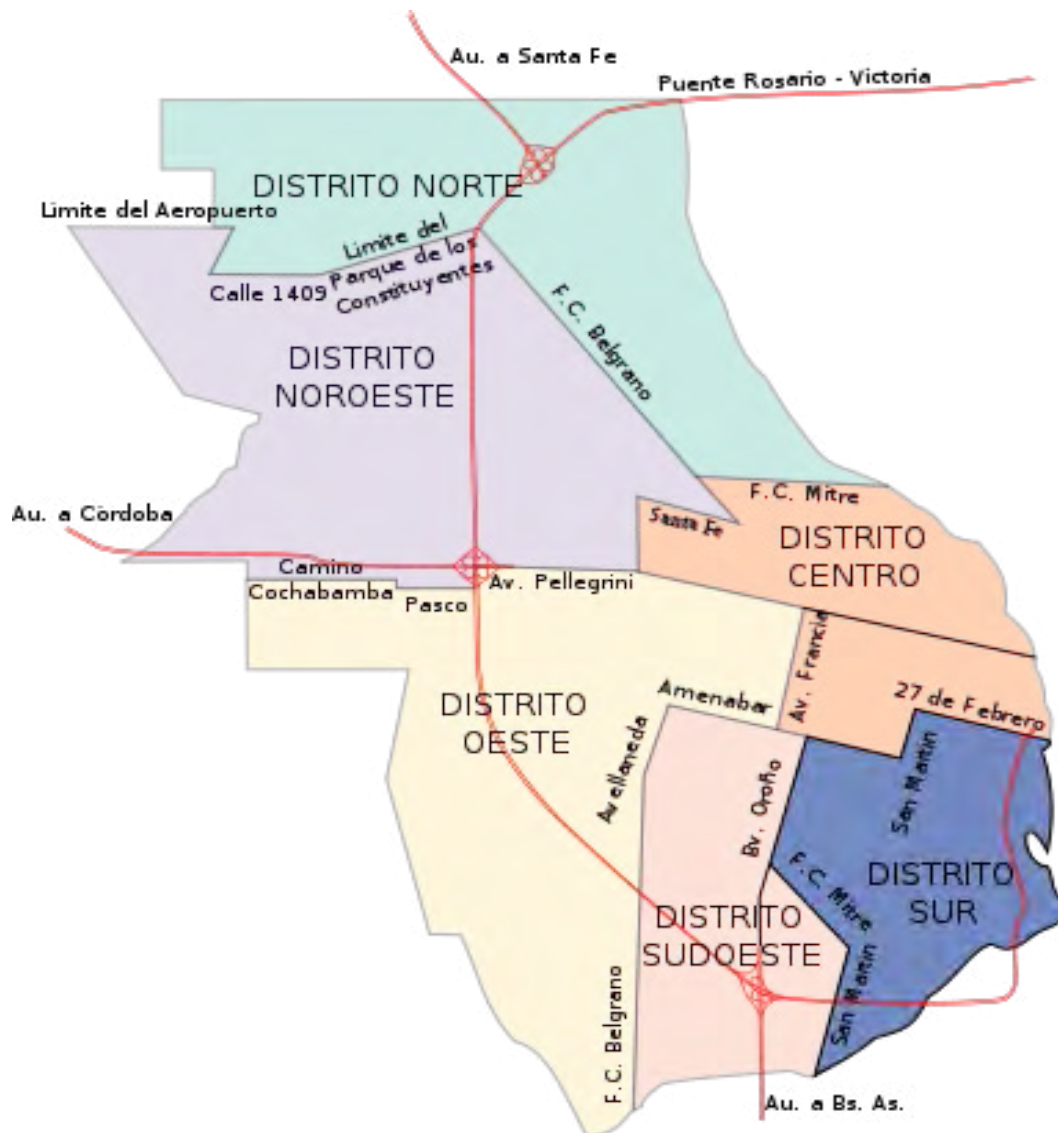 Au. a Santa Fe
Puente Rosario - Victoria
DISTRITO NORTE
Limite del Aeropuerto
Limite del
Parque de los
Constituyentes
Calle 1409
F.C. Belgrano
DISTRITO
NOROESTE
F.C. Mitre
Santa Fe
Au. a Còrdoba
DISTRITO
CENTRO
Camino
Cochabamba
Pasco
Av. Pellegrini
Av. Francia
Amenabar
27 de Febrero
DISTRITO
OESTE
Avellaneda
San Martin
Bv. Oroño
F.C. Mitre
DISTRITO
SUR
DISTRITO
SUDOESTE
San Martin
F.C. Belgrano
Au. a Bs. As.